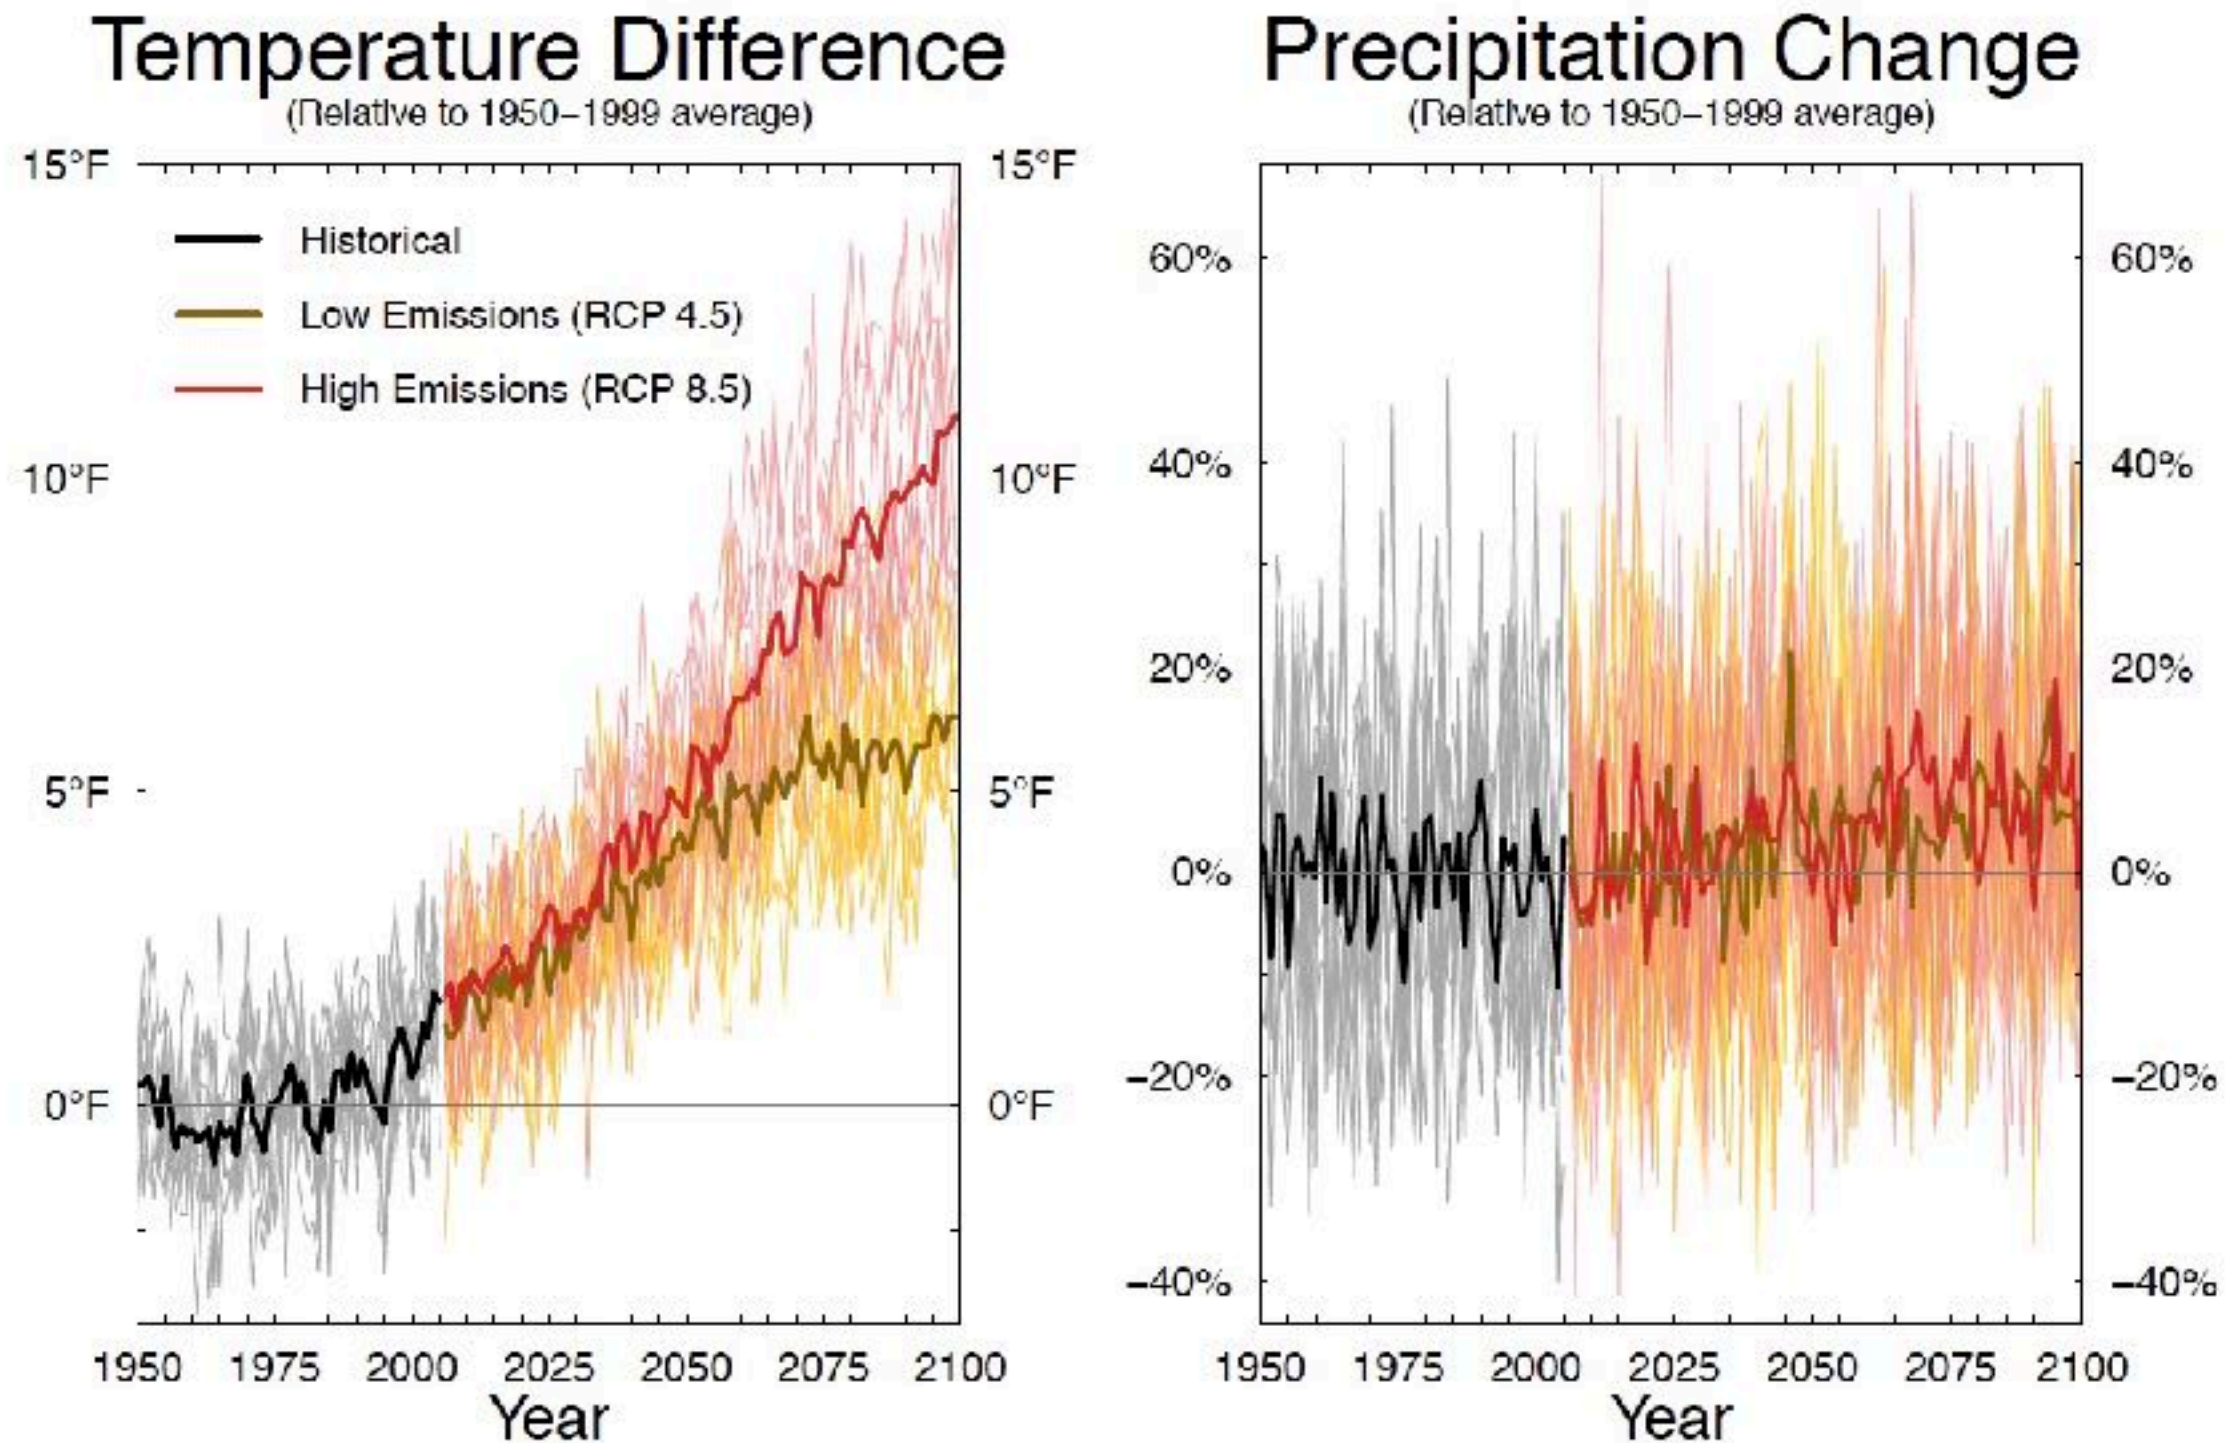 Temperature Difference
(Relative to 1950–1999 average)
15°F
15°F
Historical
Low Emissions (RCP 4.5)
High Emissions (RCP 8.5)
10°F
10°F
5°F
5°F
0°F
0°F
1950 1975 2000 2025 2050 2075 2100
Year
Precipitation Change
(Relative to 1950–1999 average)
60%
60%
40%
40%
20%
20%
0%
0%
–20%
–20%
–40%
–40%
1950 1975 2000 2025 2050 2075 2100
Year